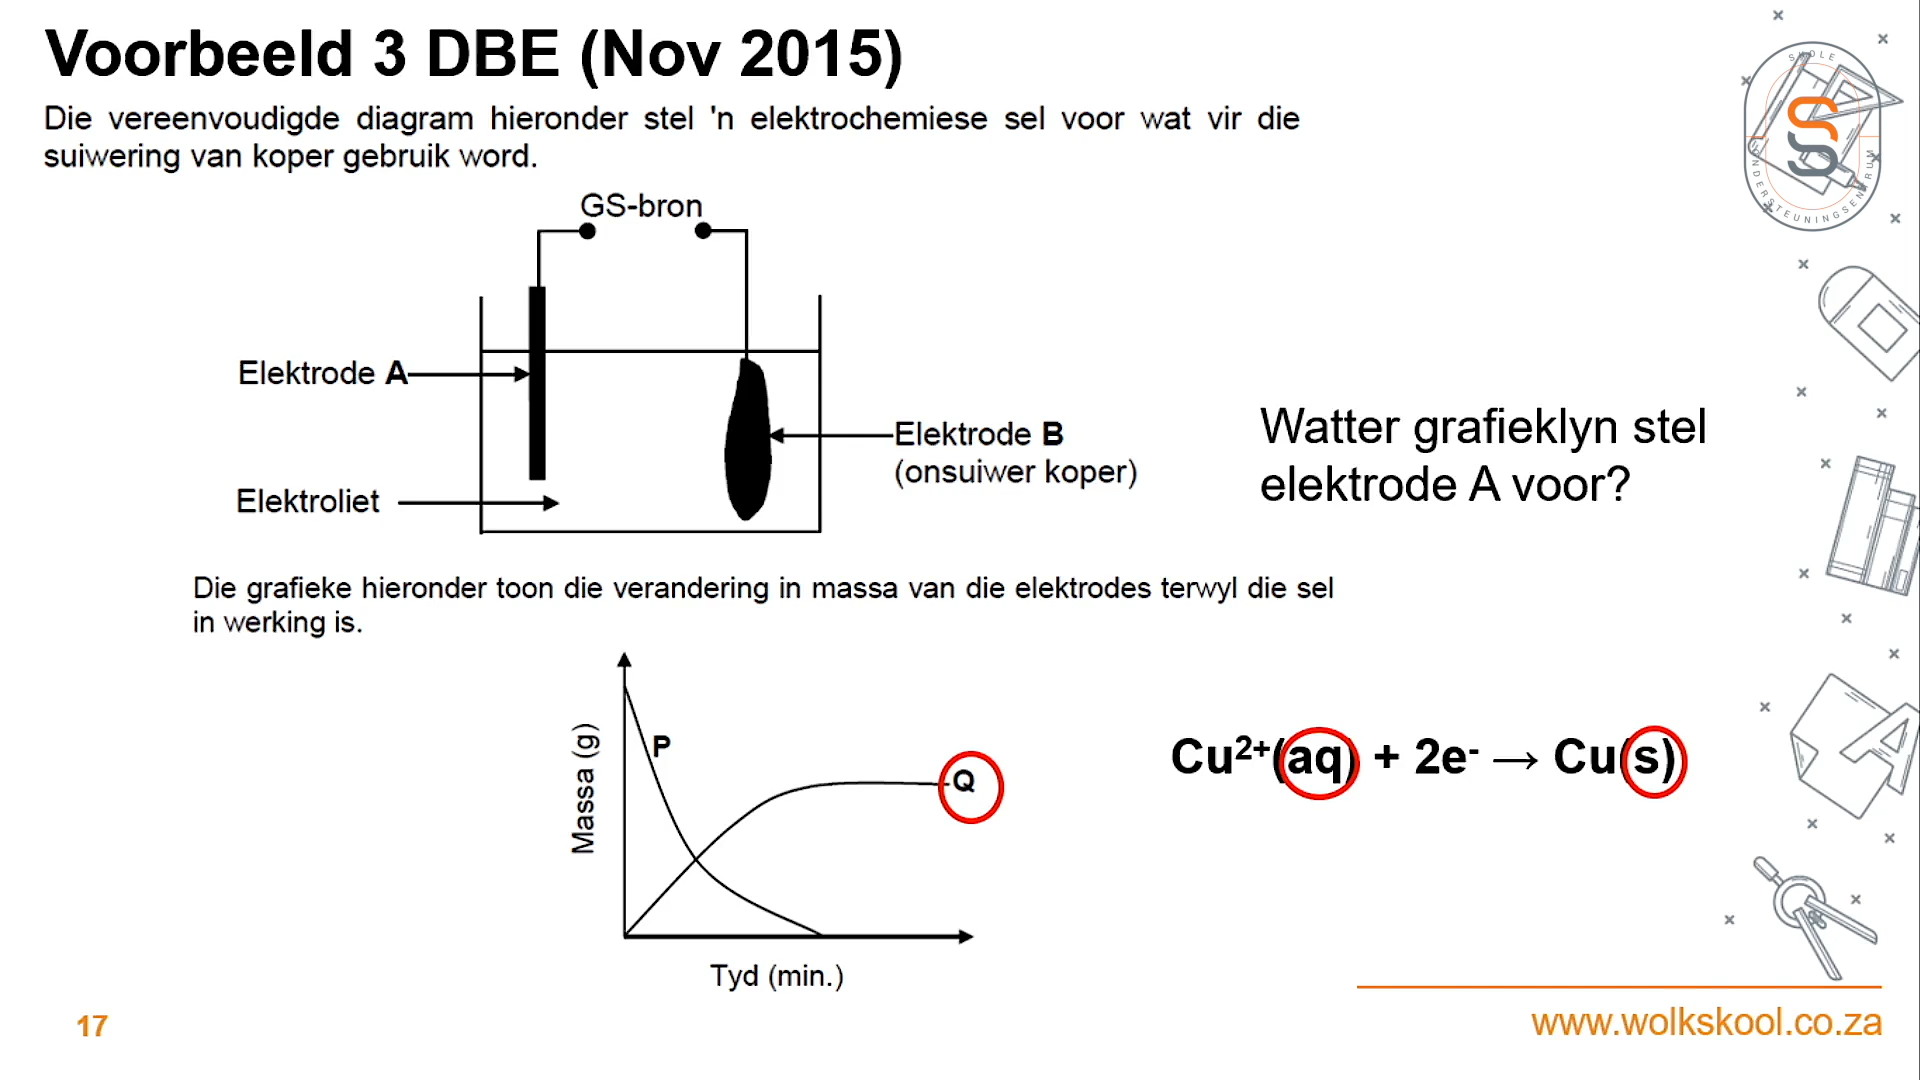 Voorbeeld 3 DBE (Nov 2015)
Die vereenvoudigde diagram hieronder stel 'n elektrochemiese sel voor wat vir die
suiwering van koper gebruik word.
SKOLE
ONDERSTEUNINGSENTRUM
GS-bron
Elektrode A
Elektrode B
(onsuiwer koper)
Elektroliet
Watter grafieklyn stel
elektrode A voor?
Die grafieke hieronder toon die verandering in massa van die elektrodes terwyl die sel
in werking is.
Massa (g)
P
Q
Tyd (min.)
Cu²⁺(aq) + 2e⁻ → Cu(s)
17
www.wolkskool.co.za